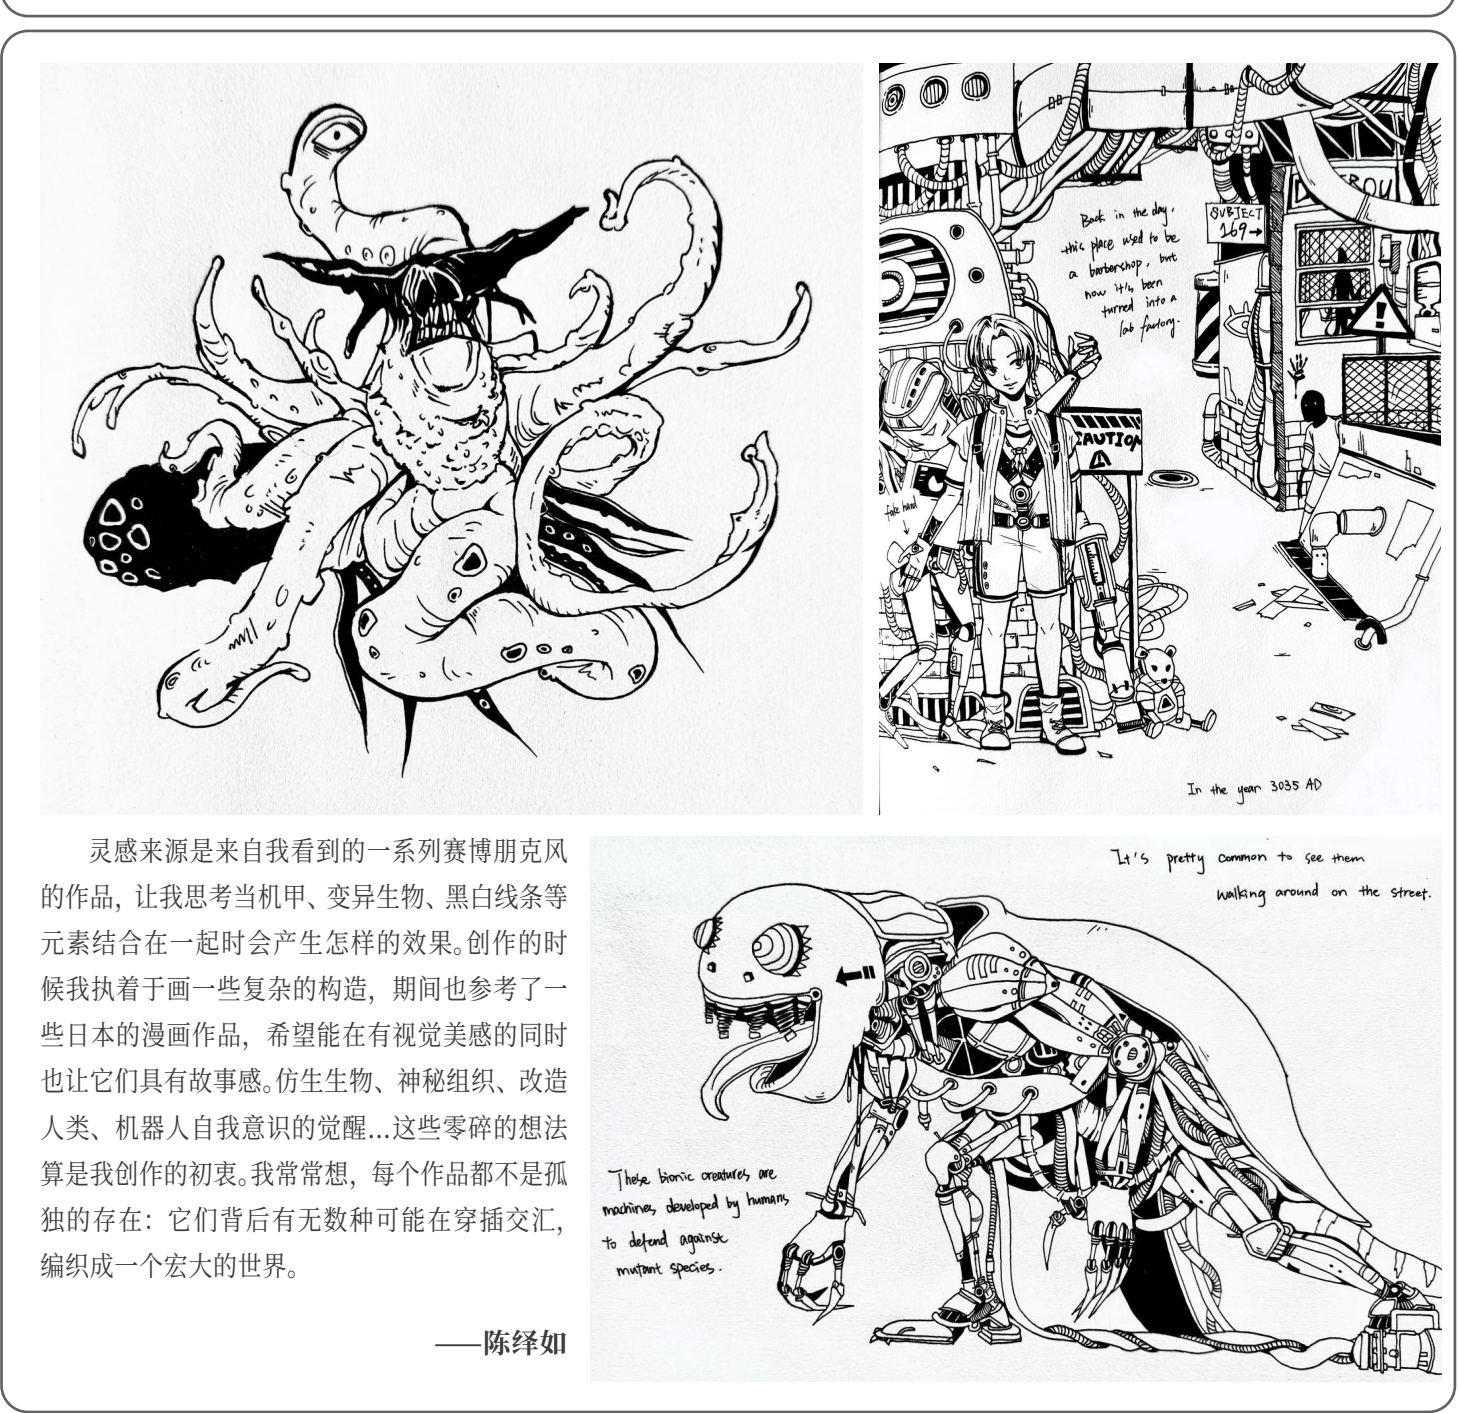 Back in the day,
this place used to be
a barbershop, but
now it's been
turned into a
lab factory.
SUBJECT
169→
CAUTION
fake hand
In the year 3035 AD
灵感来源是来自我看到的一系列赛博朋克风
的作品，让我思考当机甲、变异生物、黑白线条等
元素结合在一起时会产生怎样的效果。创作的时
候我执着于画一些复杂的构造，期间也参考了一
些日本的漫画作品，希望能在有视觉美感的同时
也让它们具有故事感。仿生生物、神秘组织、改造
人类、机器人自我意识的觉醒…这些零碎的想法
算是我创作的初衷。我常常想，每个作品都不是孤
独的存在：它们背后有无数种可能在穿插交汇，
编织成一个宏大的世界。
——陈绎如
It's pretty common to see them
walking around on the street.
These bionic creatures are
machines developed by humans
to defend against
mutant species.